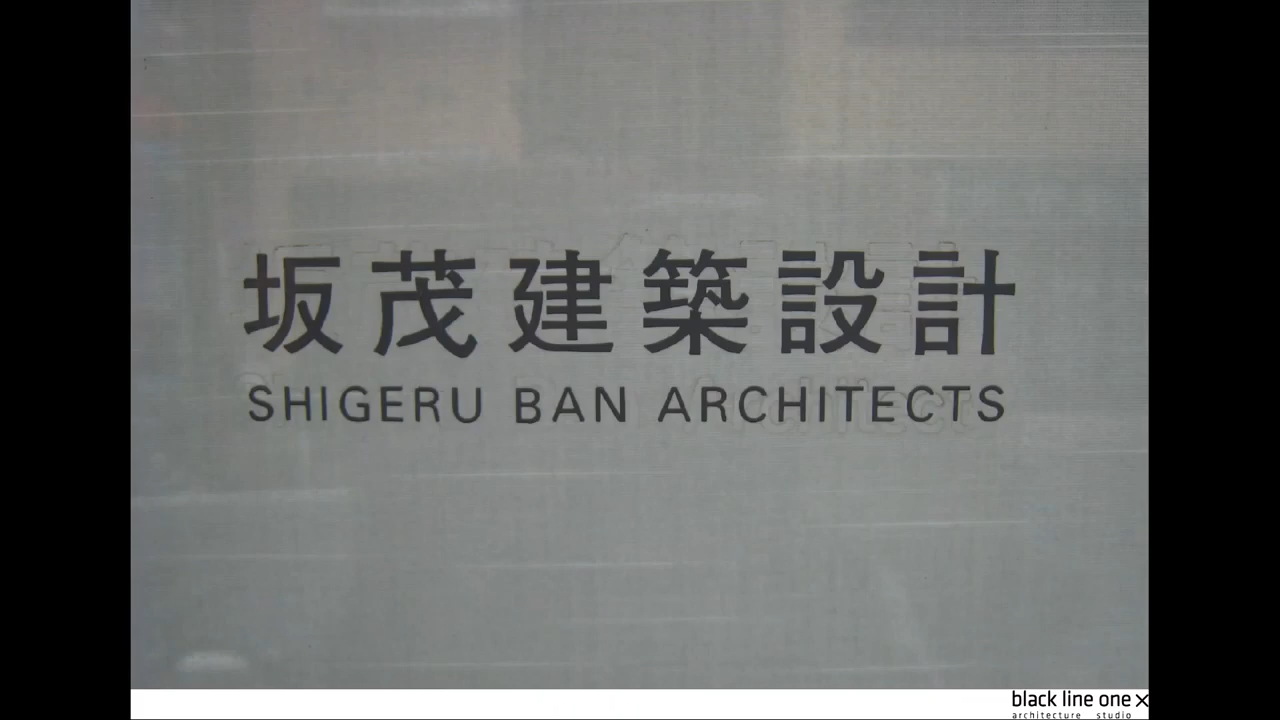 坂茂建築設計
SHIGERU BAN ARCHITECTS
black line one x
architecture studio